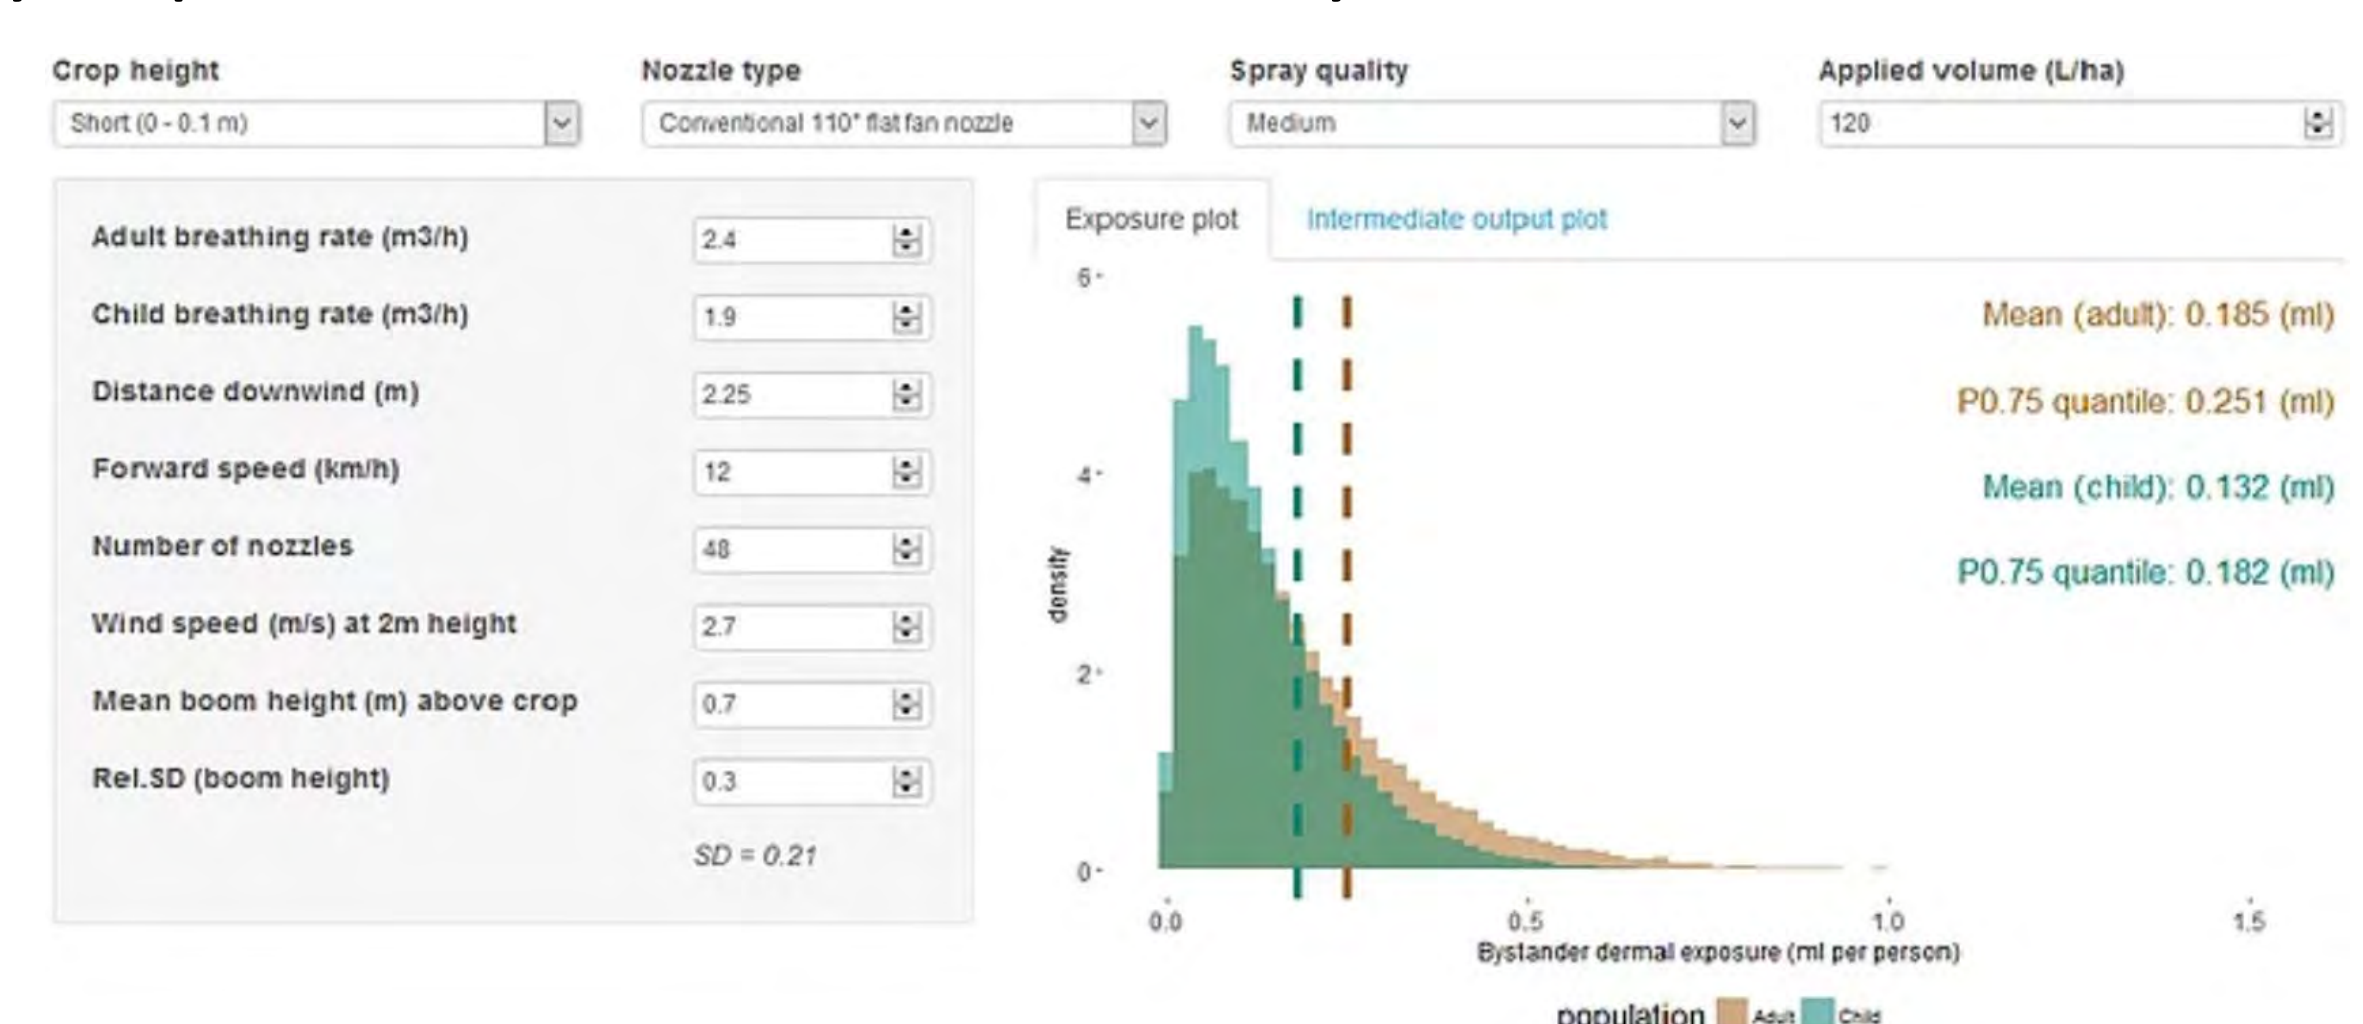 Crop height
Nozzle type
Spray quality
Applied volume (L/ha)
Short (0 - 0.1 m)
Conventional 110° flat fan nozzle
Medium
120
Adult breathing rate (m3/h)
2.4
Child breathing rate (m3/h)
1.9
Distance downwind (m)
2.25
Forward speed (km/h)
12
Number of nozzles
48
Wind speed (m/s) at 2m height
2.7
Mean boom height (m) above crop
0.7
Rel.SD (boom height)
0.3
SD = 0.21
Exposure plot
Intermediate output plot
Mean (adult): 0.185 (ml)
P0.75 quantile: 0.251 (ml)
Mean (child): 0.132 (ml)
P0.75 quantile: 0.182 (ml)
6
4
2
0
density
0.0
0.5
1.0
1.5
Bystander dermal exposure (ml per person)
population
Adult
Child